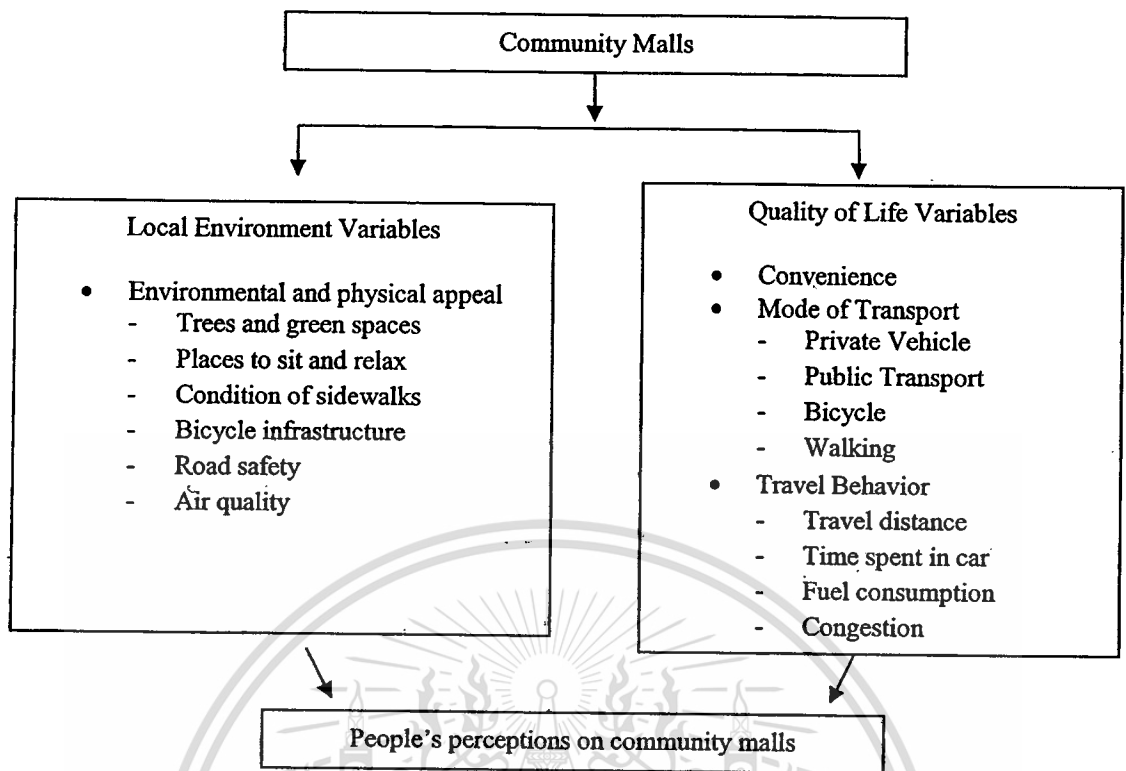 Community Malls
Local Environment Variables
• Environmental and physical appeal
- Trees and green spaces
- Places to sit and relax
- Condition of sidewalks
- Bicycle infrastructure
- Road safety
- Air quality
Quality of Life Variables
• Convenience
• Mode of Transport
- Private Vehicle
- Public Transport
- Bicycle
- Walking
• Travel Behavior
- Travel distance
- Time spent in car
- Fuel consumption
- Congestion
People's perceptions on community malls